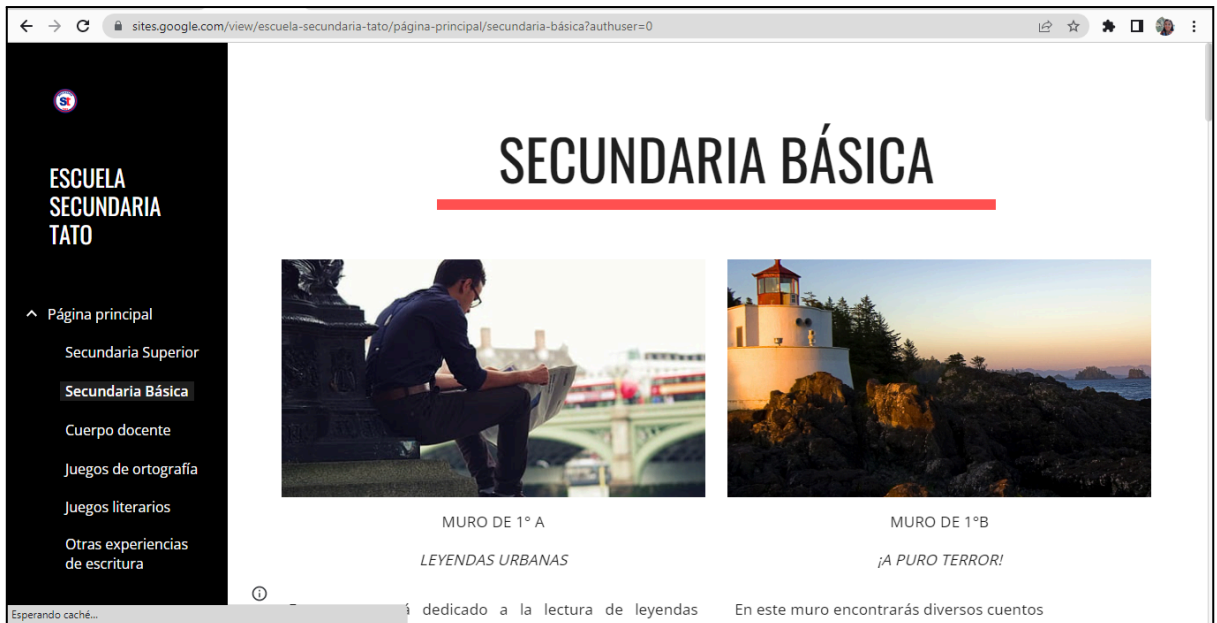 sites.google.com/view/escuela-secundaria-tato/página-principal/secundaria-básica?authuser=0
St
ESCUELA
SECUNDARIA
TATO
Página principal
Secundaria Superior
Secundaria Básica
Cuerpo docente
Juegos de ortografía
Juegos literarios
Otras experiencias
de escritura
Esperando caché...
SECUNDARIA BÁSICA
MURO DE 1° A
LEYENDAS URBANAS
dedicado a la lectura de leyendas
MURO DE 1°B
¡A PURO TERROR!
En este muro encontrarás diversos cuentos